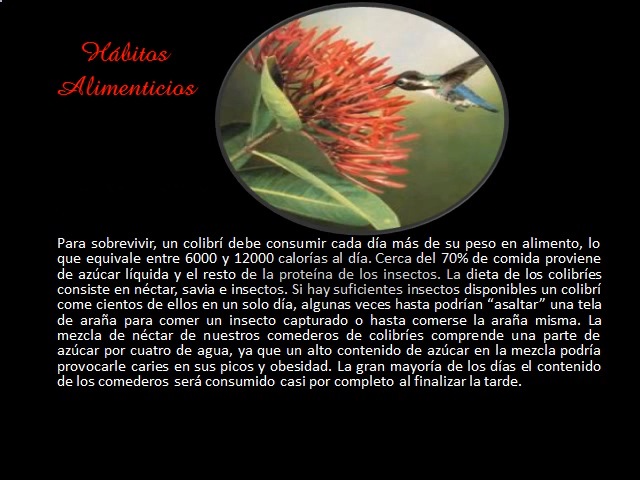 Hábitos
Alimenticios
Para sobrevivir, un colibrí debe consumir cada día más de su peso en alimento, lo
que equivale entre 6000 y 12000 calorías al día. Cerca del 70% de comida proviene
de azúcar líquida y el resto de la proteína de los insectos. La dieta de los colibríes
consiste en néctar, savia e insectos. Si hay suficientes insectos disponibles un colibrí
come cientos de ellos en un solo día, algunas veces hasta podrían “asaltar” una tela
de araña para comer un insecto capturado o hasta comerse la araña misma. La
mezcla de néctar de nuestros comederos de colibríes comprende una parte de
azúcar por cuatro de agua, ya que un alto contenido de azúcar en la mezcla podría
provocarle caries en sus picos y obesidad. La gran mayoría de los días el contenido
de los comederos será consumido casi por completo al finalizar la tarde.